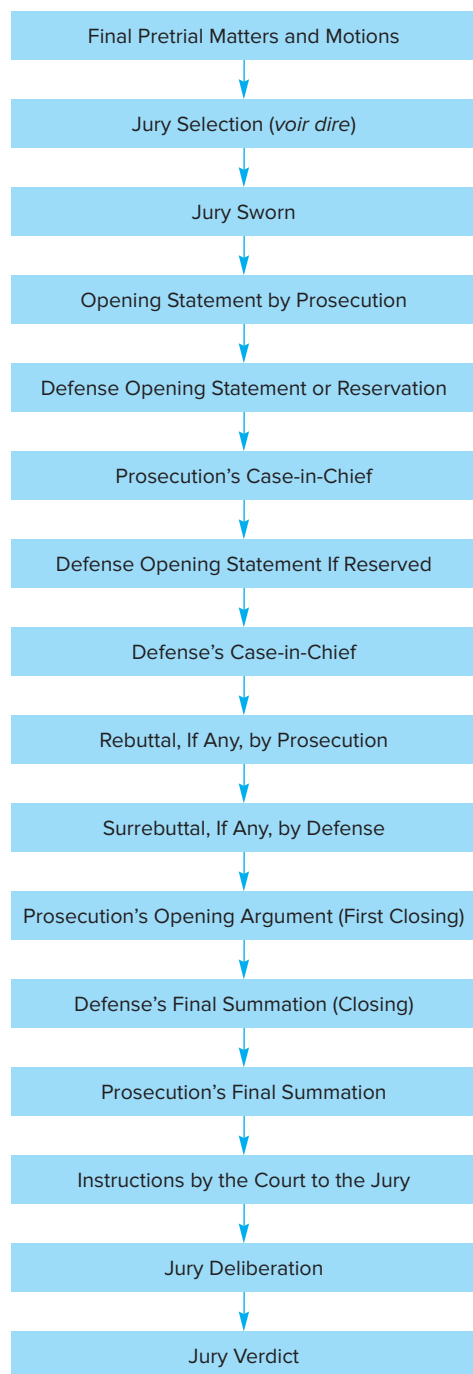 Final Pretrial Matters and Motions
Jury Selection (voir dire)
Jury Sworn
Opening Statement by Prosecution
Defense Opening Statement or Reservation
Prosecution’s Case-in-Chief
Defense Opening Statement If Reserved
Defense’s Case-in-Chief
Rebuttal, If Any, by Prosecution
Surrebuttal, If Any, by Defense
Prosecution’s Opening Argument (First Closing)
Defense’s Final Summation (Closing)
Prosecution’s Final Summation
Instructions by the Court to the Jury
Jury Deliberation
Jury Verdict